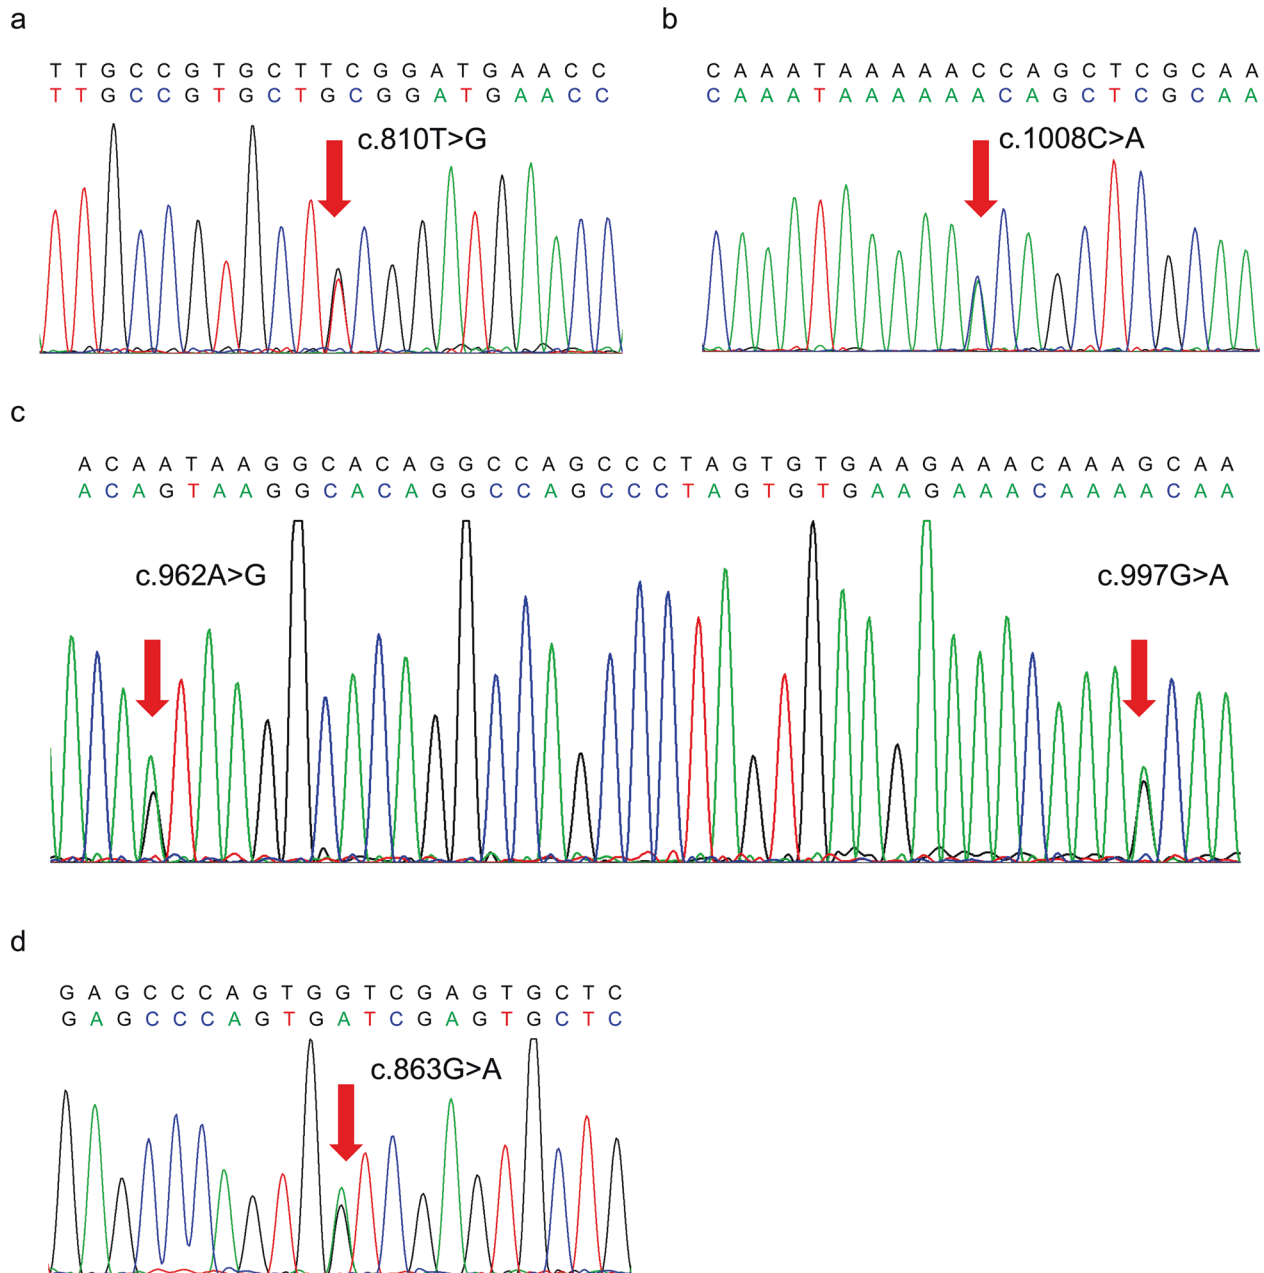 a
T T G C C G T G C T T C G G A T G A A C C
T T G C C G T G C T G C G G A T G A A C C
c.810T>G
b
C A A A T A A A A A C C A G C T C G C A A
C A A A T A A A A A A C A G C T C G C A A
c.1008C>A
c
A C A A T A A G G C A C A G G C C A G C C C T A G T G T G A A G A A A C A A A G C A A
A C A G T A A G G C A C A G G C C A G C C C T A G T G T G A A G A A A C A A A A C A A
c.962A>G
c.997G>A
d
G A G C C C A G T G G T C G A G T G C T C
G A G C C C A G T G A T C G A G T G C T C
c.863G>A